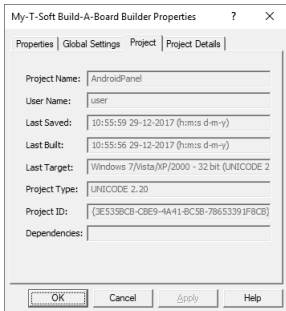 My-T-Soft Build-A-Board Builder Properties ? ×
Properties Global Settings Project Project Details
Project Name: AndroidPanel
User Name: user
Last Saved: 10:55:59 29-12-2017 (h:m:s d-m-y)
Last Built: 10:55:56 29-12-2017 (h:m:s d-m-y)
Last Target: Windows 7/Vista/XP/2000 - 32 bit (UNICODE 2
Project Type: UNICODE 2.20
Project ID: {3E535BCB-CBE9-4A41-BC5B-78653391F8CB}
Dependencies:
OK Cancel Apply Help